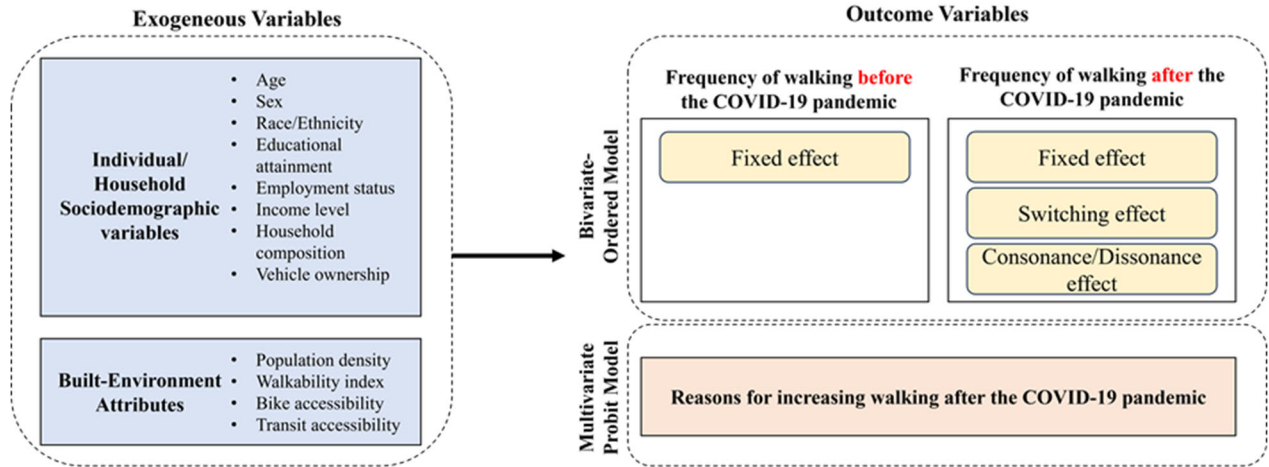 Exogeneous Variables
Individual/
Household
Sociodemographic
variables
• Age
• Sex
• Race/Ethnicity
• Educational
attainment
• Employment status
• Income level
• Household
composition
• Vehicle ownership
Built-Environment
Attributes
• Population density
• Walkability index
• Bike accessibility
• Transit accessibility
Outcome Variables
Bivariate-
Ordered Model
Frequency of walking before
the COVID-19 pandemic
Fixed effect
Frequency of walking after the
COVID-19 pandemic
Fixed effect
Switching effect
Consonance/Dissonance
effect
Multivariate
Probit Model
Reasons for increasing walking after the COVID-19 pandemic